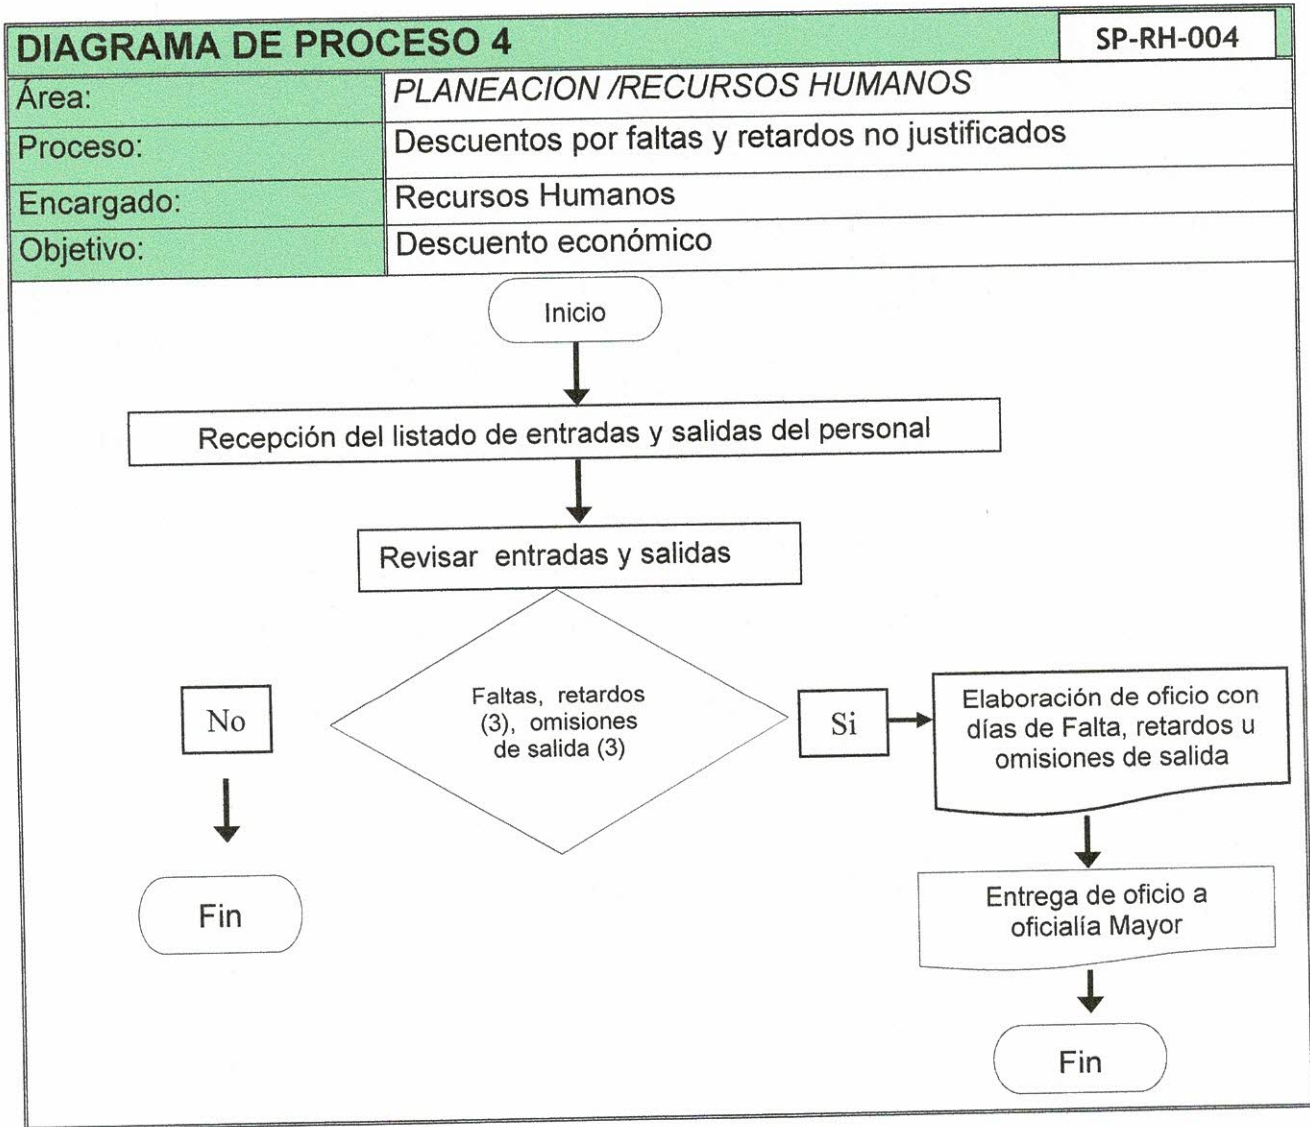 DIAGRAMA DE PROCESO 4
SP-RH-004
Área:
PLANEACION /RECURSOS HUMANOS
Proceso:
Descuentos por faltas y retardos no justificados
Encargado:
Recursos Humanos
Objetivo:
Descuento económico
Inicio
Recepción del listado de entradas y salidas del personal
Revisar entradas y salidas
Faltas, retardos
(3), omisiones
de salida (3)
No
Fin
Si
Elaboración de oficio con
días de Falta, retardos u
omisiones de salida
Entrega de oficio a
oficialía Mayor
Fin